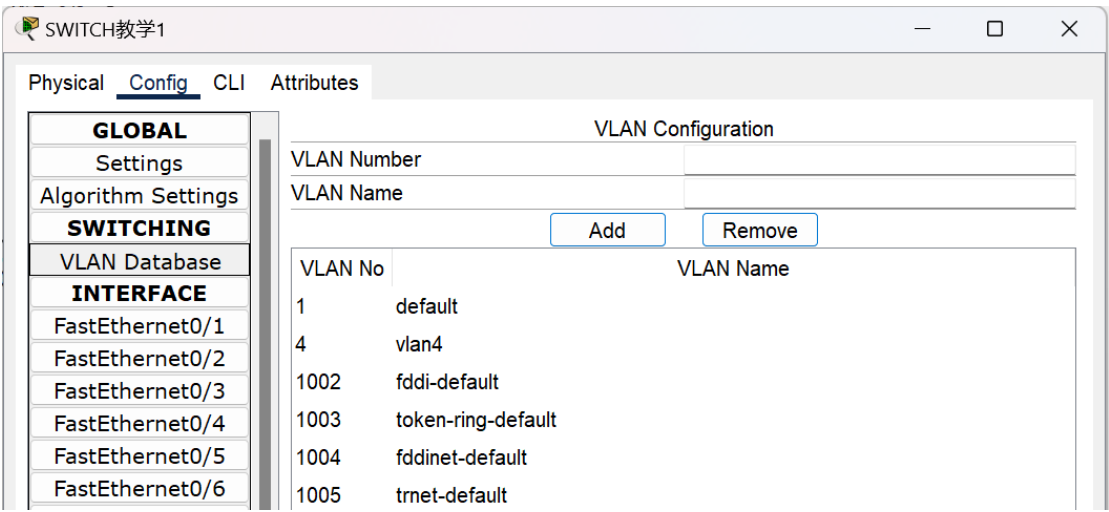 SWITCH教学1
Physical Config CLI Attributes
GLOBAL
Settings
Algorithm Settings
SWITCHING
VLAN Database
INTERFACE
FastEthernet0/1
FastEthernet0/2
FastEthernet0/3
FastEthernet0/4
FastEthernet0/5
FastEthernet0/6
VLAN Configuration
VLAN Number
VLAN Name
Add Remove
VLAN No VLAN Name
1 default
4 vlan4
1002 fddi-default
1003 token-ring-default
1004 fddinet-default
1005 trnet-default